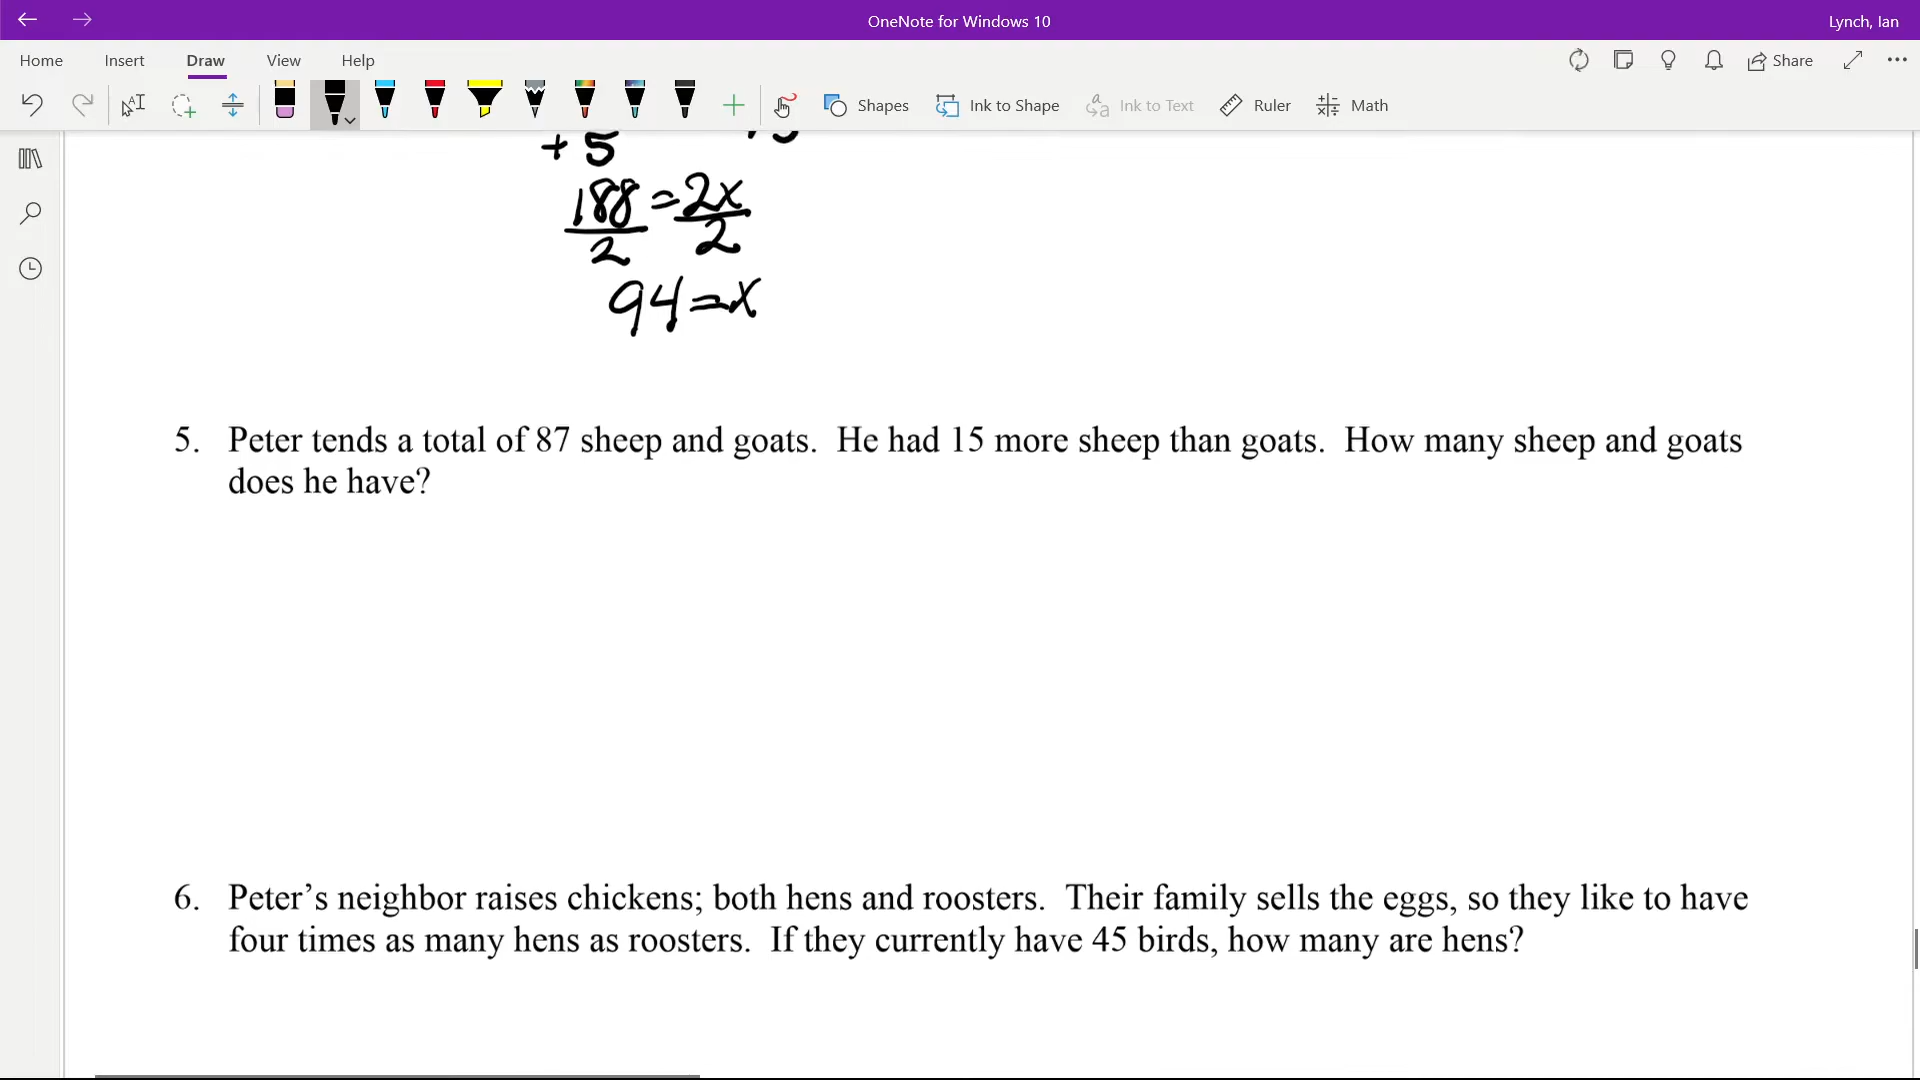 OneNote for Windows 10
Lynch, Ian
Home Insert Draw View Help
Share
Shapes Ink to Shape Ink to Text Ruler Math
+ 5
188 = 2x
2 2
94 = x
5. Peter tends a total of 87 sheep and goats. He had 15 more sheep than goats. How many sheep and goats
does he have?
6. Peter’s neighbor raises chickens; both hens and roosters. Their family sells the eggs, so they like to have
four times as many hens as roosters. If they currently have 45 birds, how many are hens?